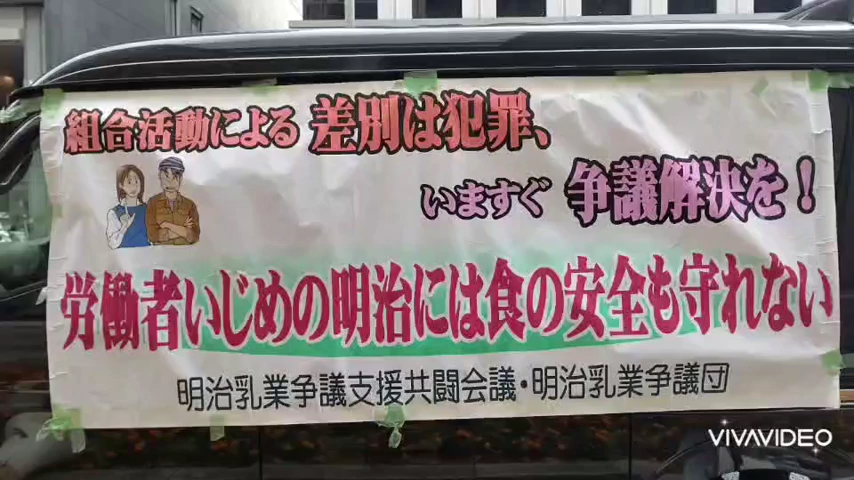 組合活動による 差別は犯罪、
いますぐ 争議解決を！
労働者いじめの明治には食の安全も守れない
明治乳業争議支援共闘会議・明治乳業争議団
VIVAVIDEO